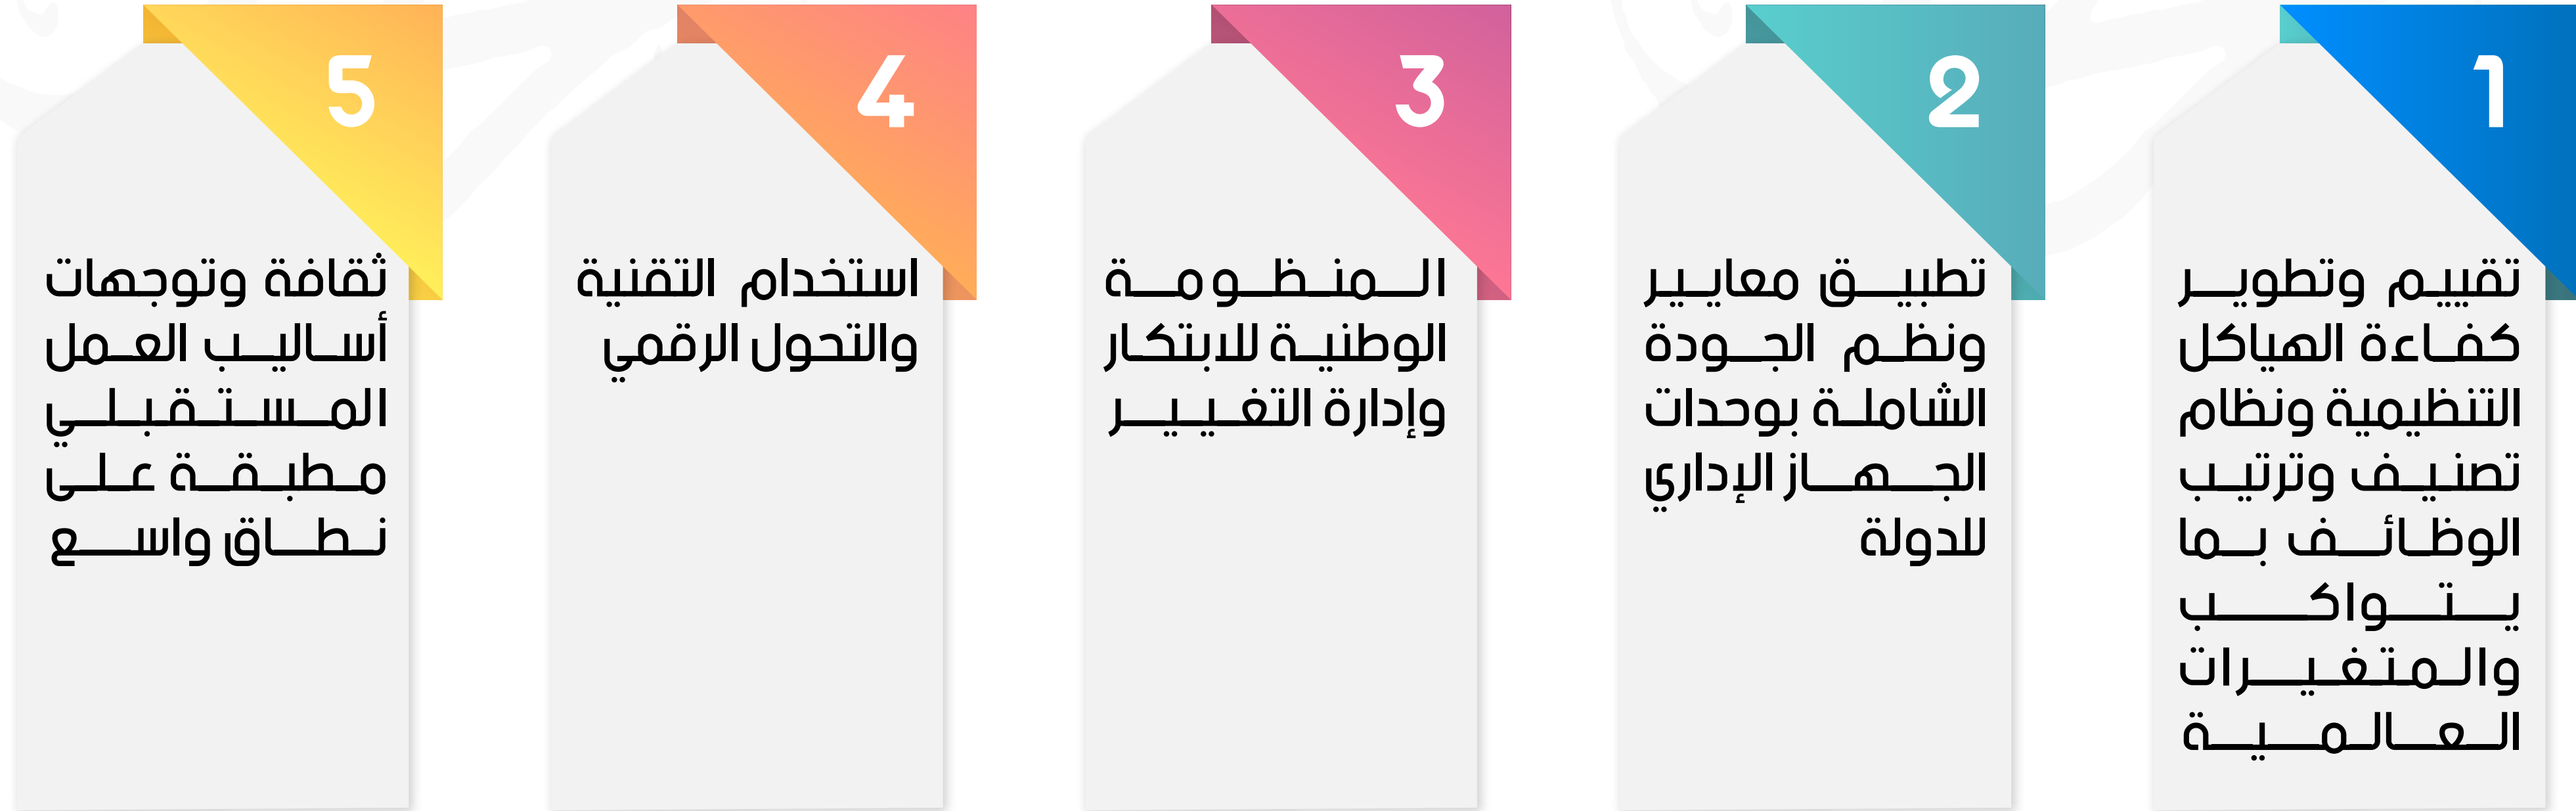 1
تقييم وتطوير
كفاءة الهياكل
التنظيمية ونظام
تصنيف وترتيب
الوظائف بما
يتواكب
والمتغيرات
العالمية
2
تطبيق معايير
ونظم الجودة
الشاملة بوحدات
الجهاز الإداري
للدولة
3
المنظومة
الوطنية للابتكار
وإدارة التغيير
4
استخدام التقنية
والتحول الرقمي
5
ثقافة وتوجهات
أساليب العمل
المستقبلي
مطبقة على
نطاق واسع